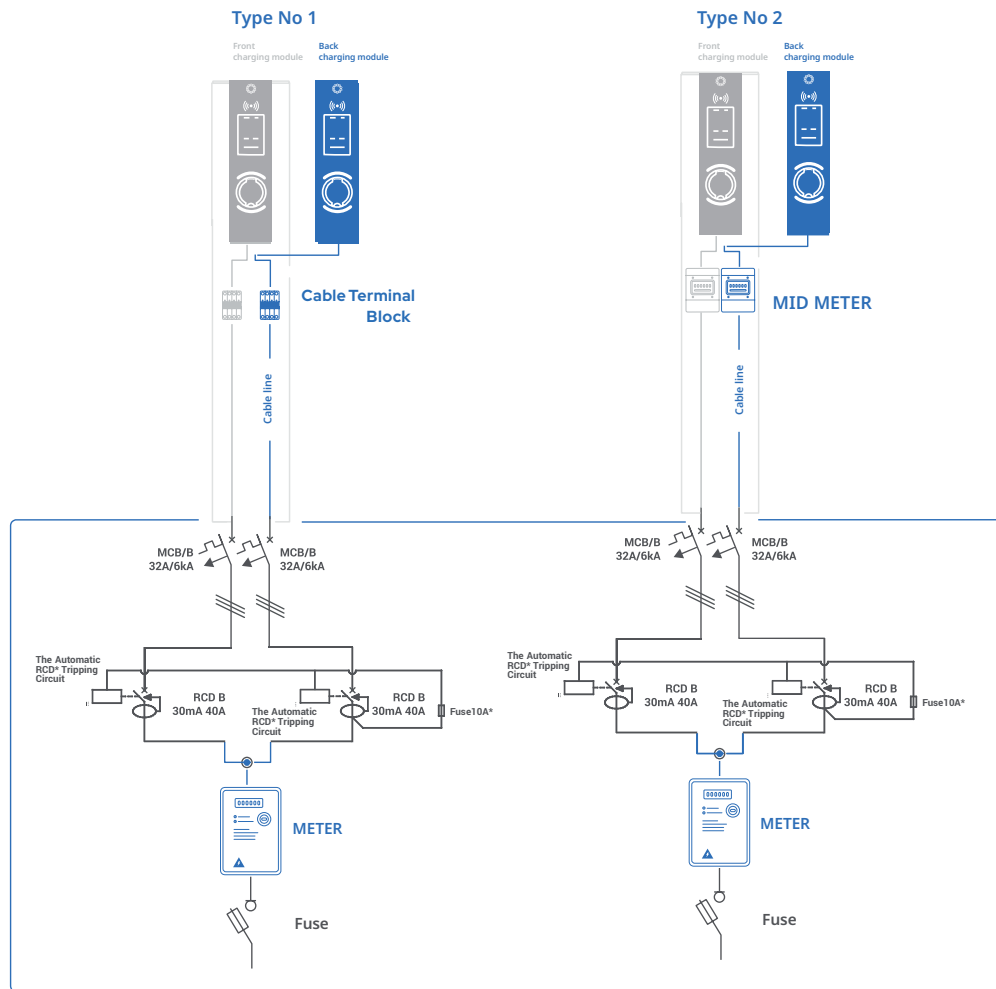 Type No 1
Front
charging module
Back
charging module
Cable Terminal
Block
Cable line
MCB/B
32A/6kA
MCB/B
32A/6kA
The Automatic
RCD* Tripping
Circuit
RCD B
30mA 40A
The Automatic
RCD* Tripping
Circuit
RCD B
30mA 40A
Fuse10A*
METER
Fuse
Type No 2
Front
charging module
Back
charging module
MID METER
Cable line
MCB/B
32A/6kA
MCB/B
32A/6kA
The Automatic
RCD* Tripping
Circuit
RCD B
30mA 40A
The Automatic
RCD* Tripping
Circuit
RCD B
30mA 40A
Fuse10A*
METER
Fuse